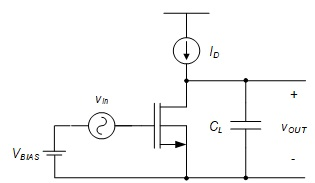 I_D
v_in
+
C_L
v_OUT
V_BIAS
-